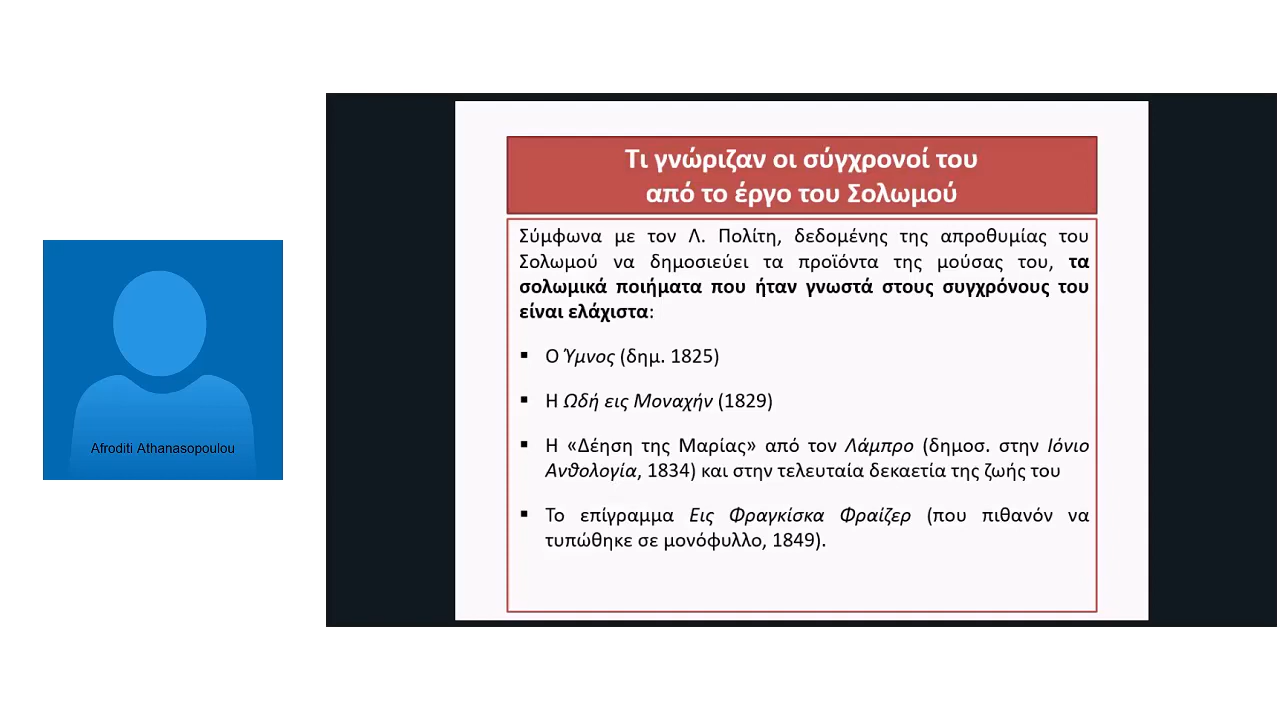 Τι γνώριζαν οι σύγχρονοί του
από το έργο του Σολωμού
Σύμφωνα με τον Λ. Πολίτη, δεδομένης της απροθυμίας του
Σολωμού να δημοσιεύει τα προϊόντα της μούσας του, τα
σολωμικά ποιήματα που ήταν γνωστά στους συγχρόνους του
είναι ελάχιστα:
▪ Ο Ύμνος (δημ. 1825)
▪ Η Ωδή εις Μοναχήν (1829)
▪ Η «Δέηση της Μαρίας» από τον Λάμπρο (δημοσ. στην Ιόνιο
Ανθολογία, 1834) και στην τελευταία δεκαετία της ζωής του
▪ Το επίγραμμα Εις Φραγκίσκα Φραίζερ (που πιθανόν να
τυπώθηκε σε μονόφυλλο, 1849).
Afroditi Athanasopoulou